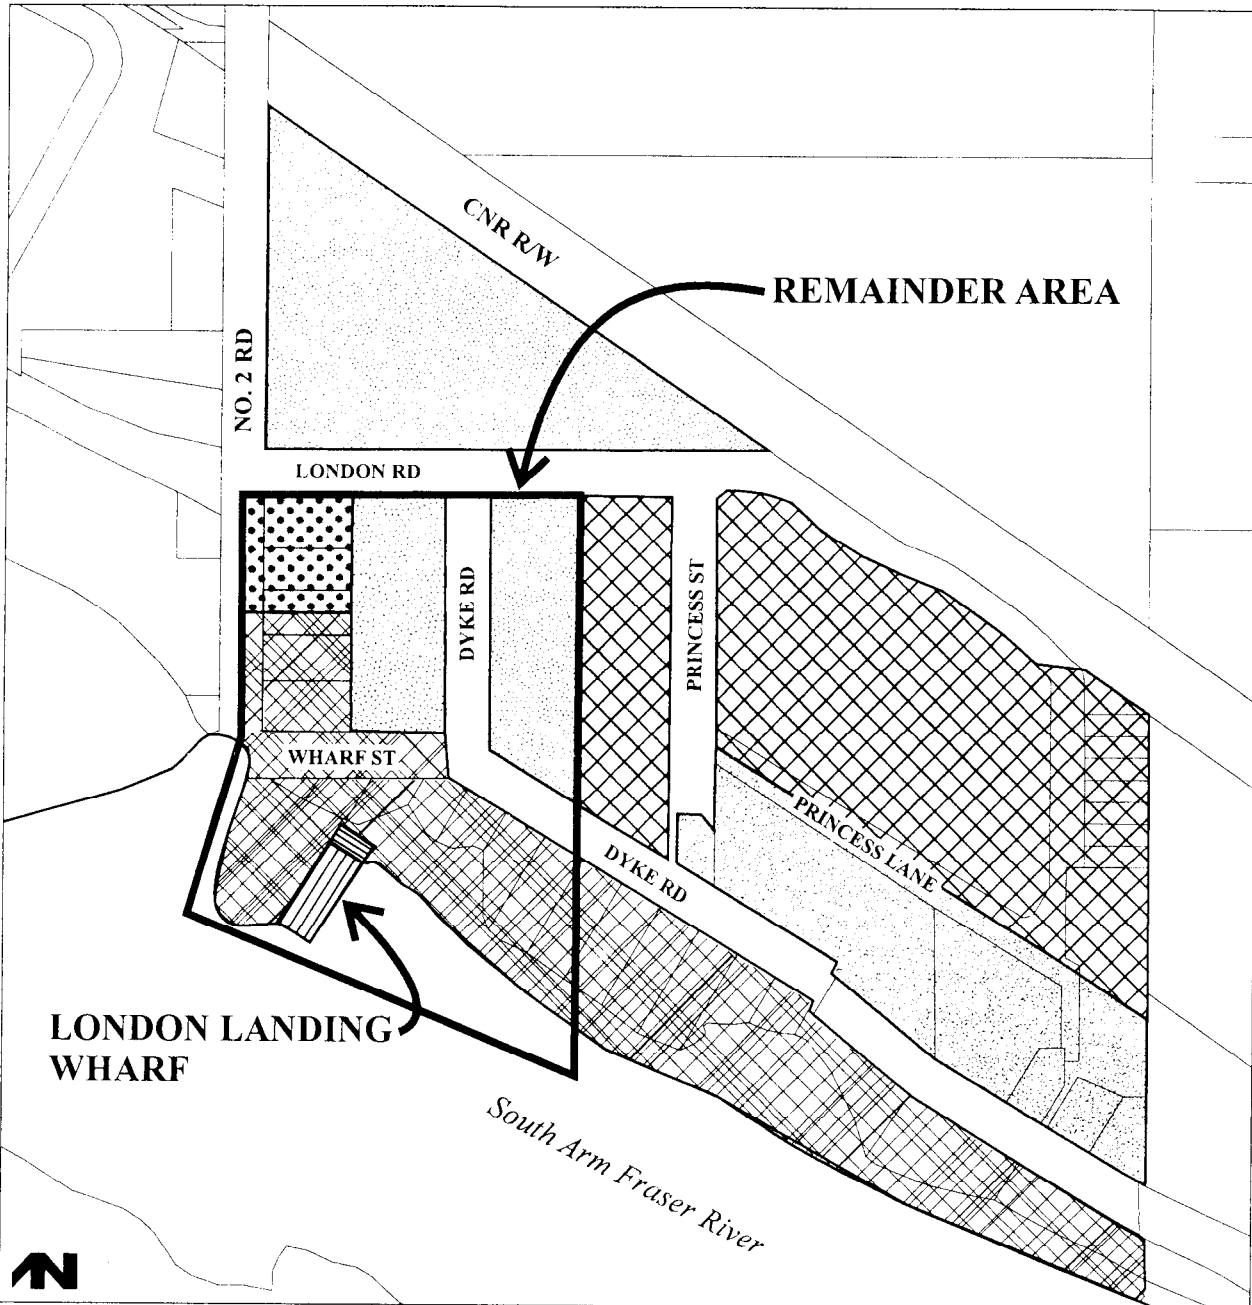 CNR R/W
REMAINDER AREA
NO. 2 RD
LONDON RD
DYKE RD
PRINCESS ST
WHARF ST
PRINCESS LANE
DYKE RD
LONDON LANDING
WHARF
South Arm Fraser River